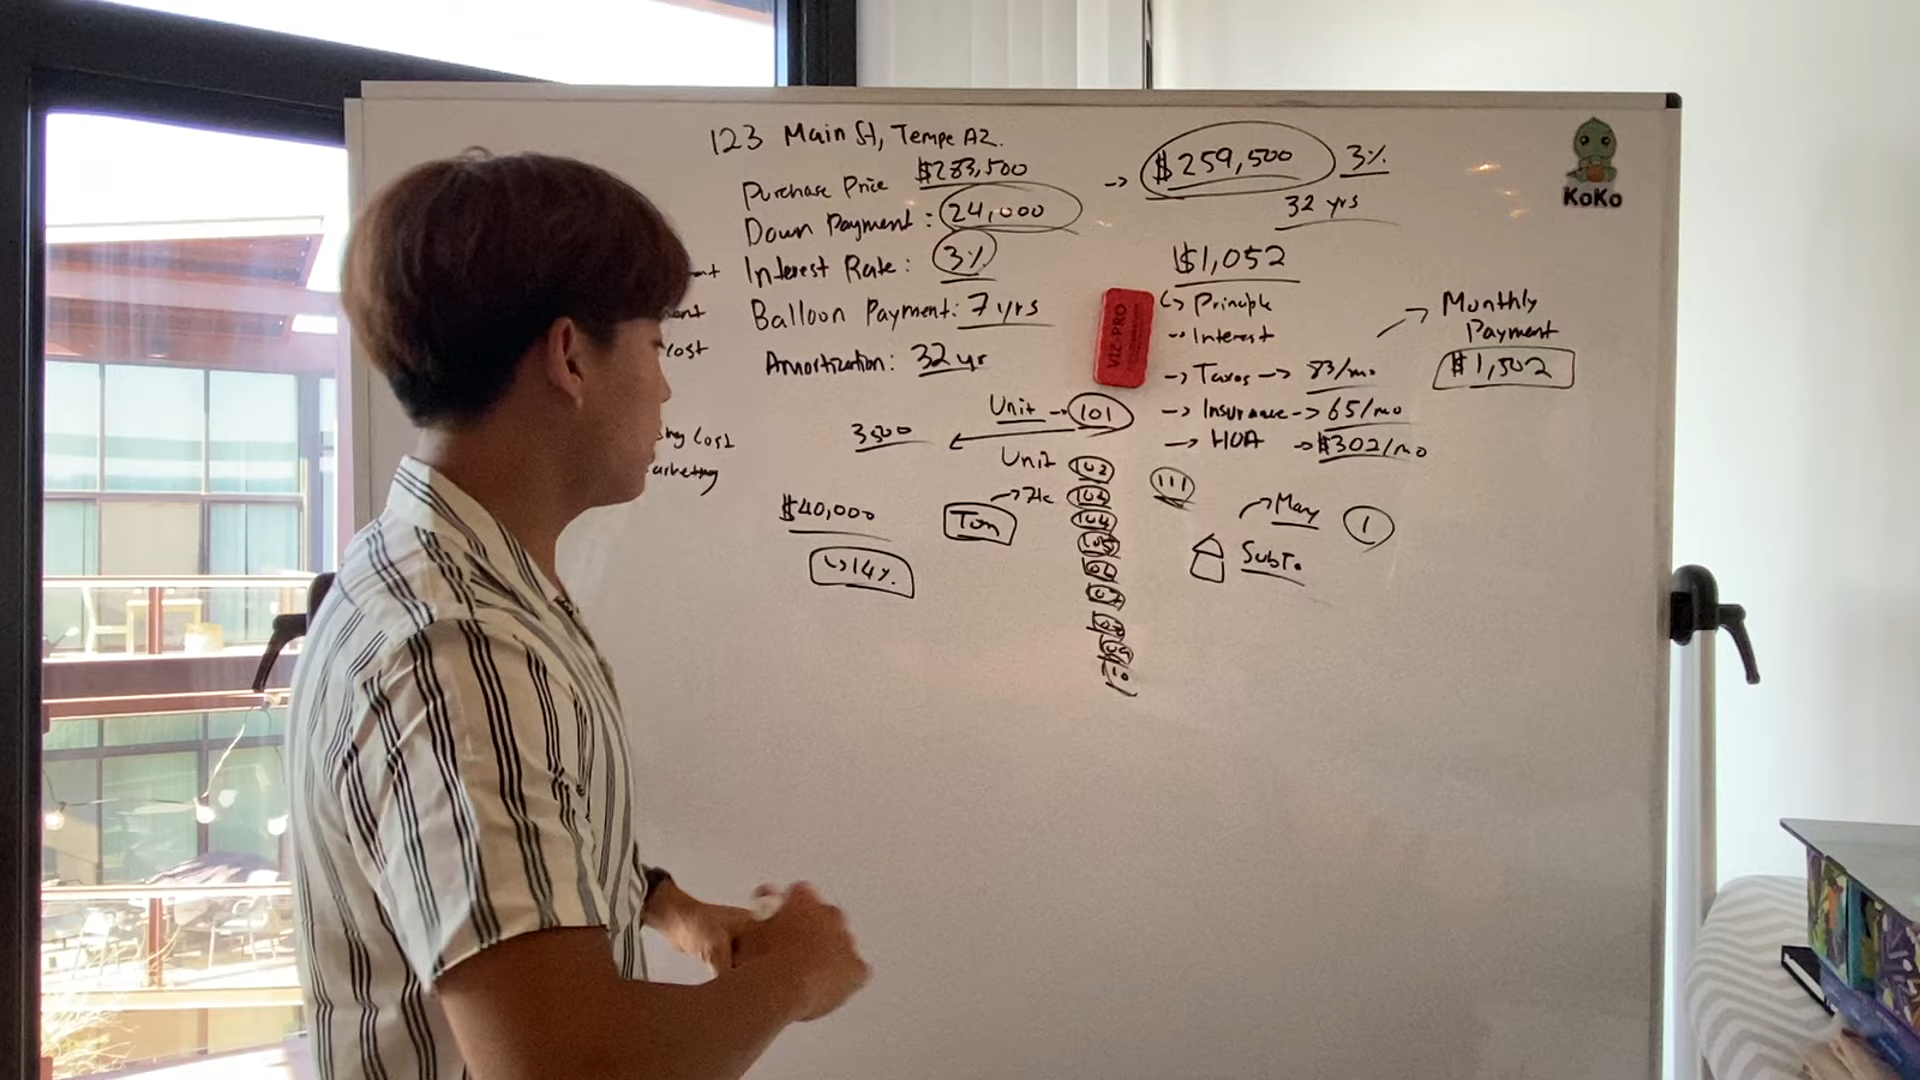 123 Main St, Tempe AZ.
Purchase Price $283,500
Down Payment : 24,000
Interest Rate : 3%
Balloon Payment: 7 yrs
Amortization: 32 yr
→ $259,500 3%
32 yrs
$1,052
↳ Principle
→ Interest
→ Taxes → 83/mo
→ Insurance → 65/mo
→ HOA → $302/mo
→ Monthly
Payment
$1,502
VIZ-PRO
KoKo
cost
Cost
Unit → 101
3500
Unit 102
$40,000
↳ 14%.
103
104
111
SubTo
1